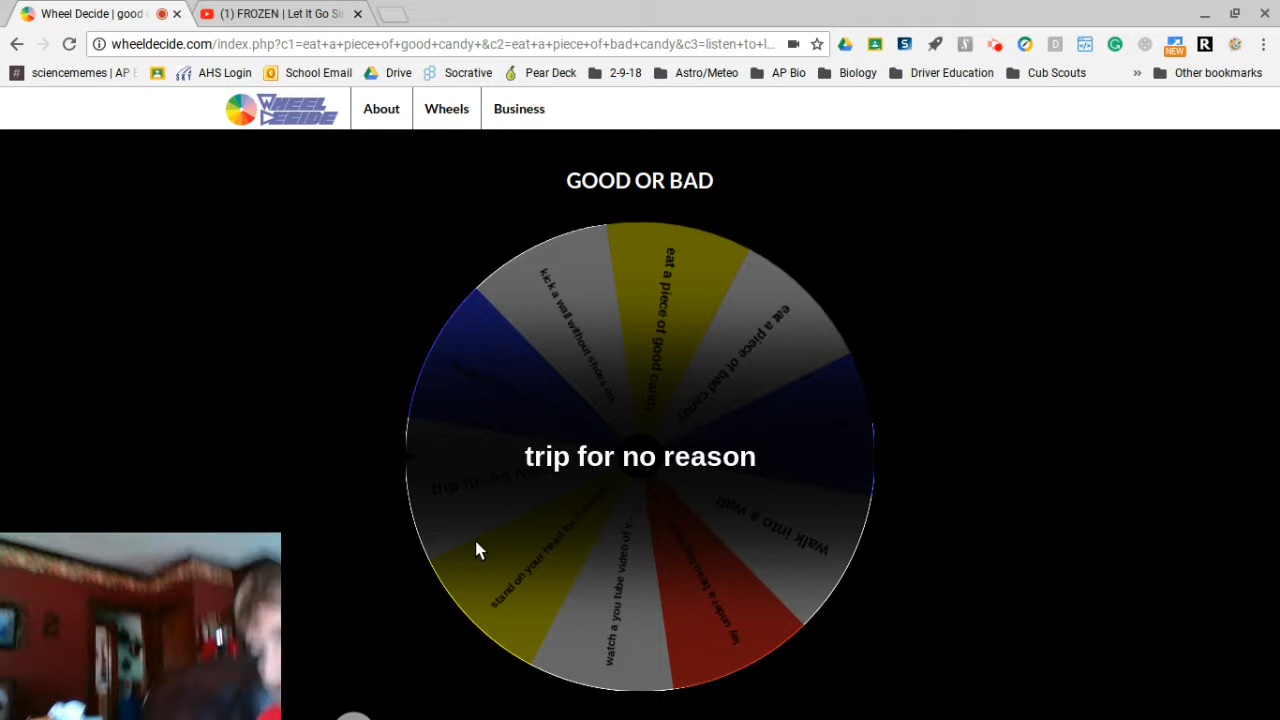 Wheel Decide | good
(1) FROZEN | Let It Go Si
wheeldecide.com/index.php?c1=eat+a+piece+of+good+candy+&c2=eat+a+piece+of+bad+candy&c3=listen+to+l...
NEW
sciencememes | AP E
AHS Login
School Email
Drive
Socrative
Pear Deck
2-9-18
Astro/Meteo
AP Bio
Biology
Driver Education
Cub Scouts
»
Other bookmarks
WHEEL DECIDE
About
Wheels
Business
GOOD OR BAD
kick a wall without shoes on
eat a piece of good candy
eat a piece of bad candy
trip for no reason
walk into a wall
watch a you tube video of v...